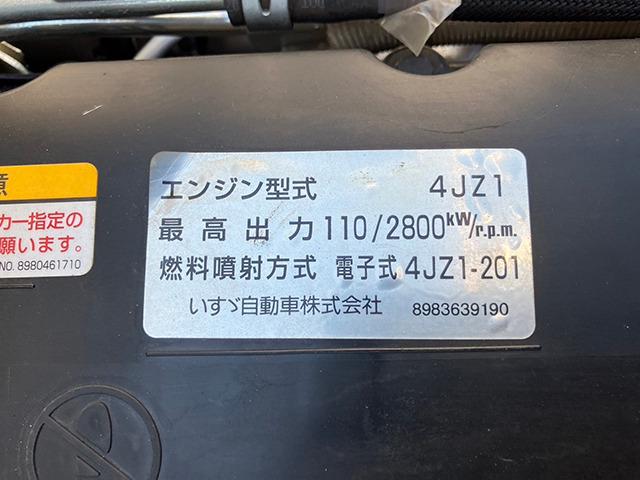 エンジン型式 4JZ1
最高出力 110/2800kW/r.p.m.
燃料噴射方式 電子式 4JZ1-201
いすゞ自動車株式会社 8983639190
意
カー指定の
願います。
NO. 8980461710